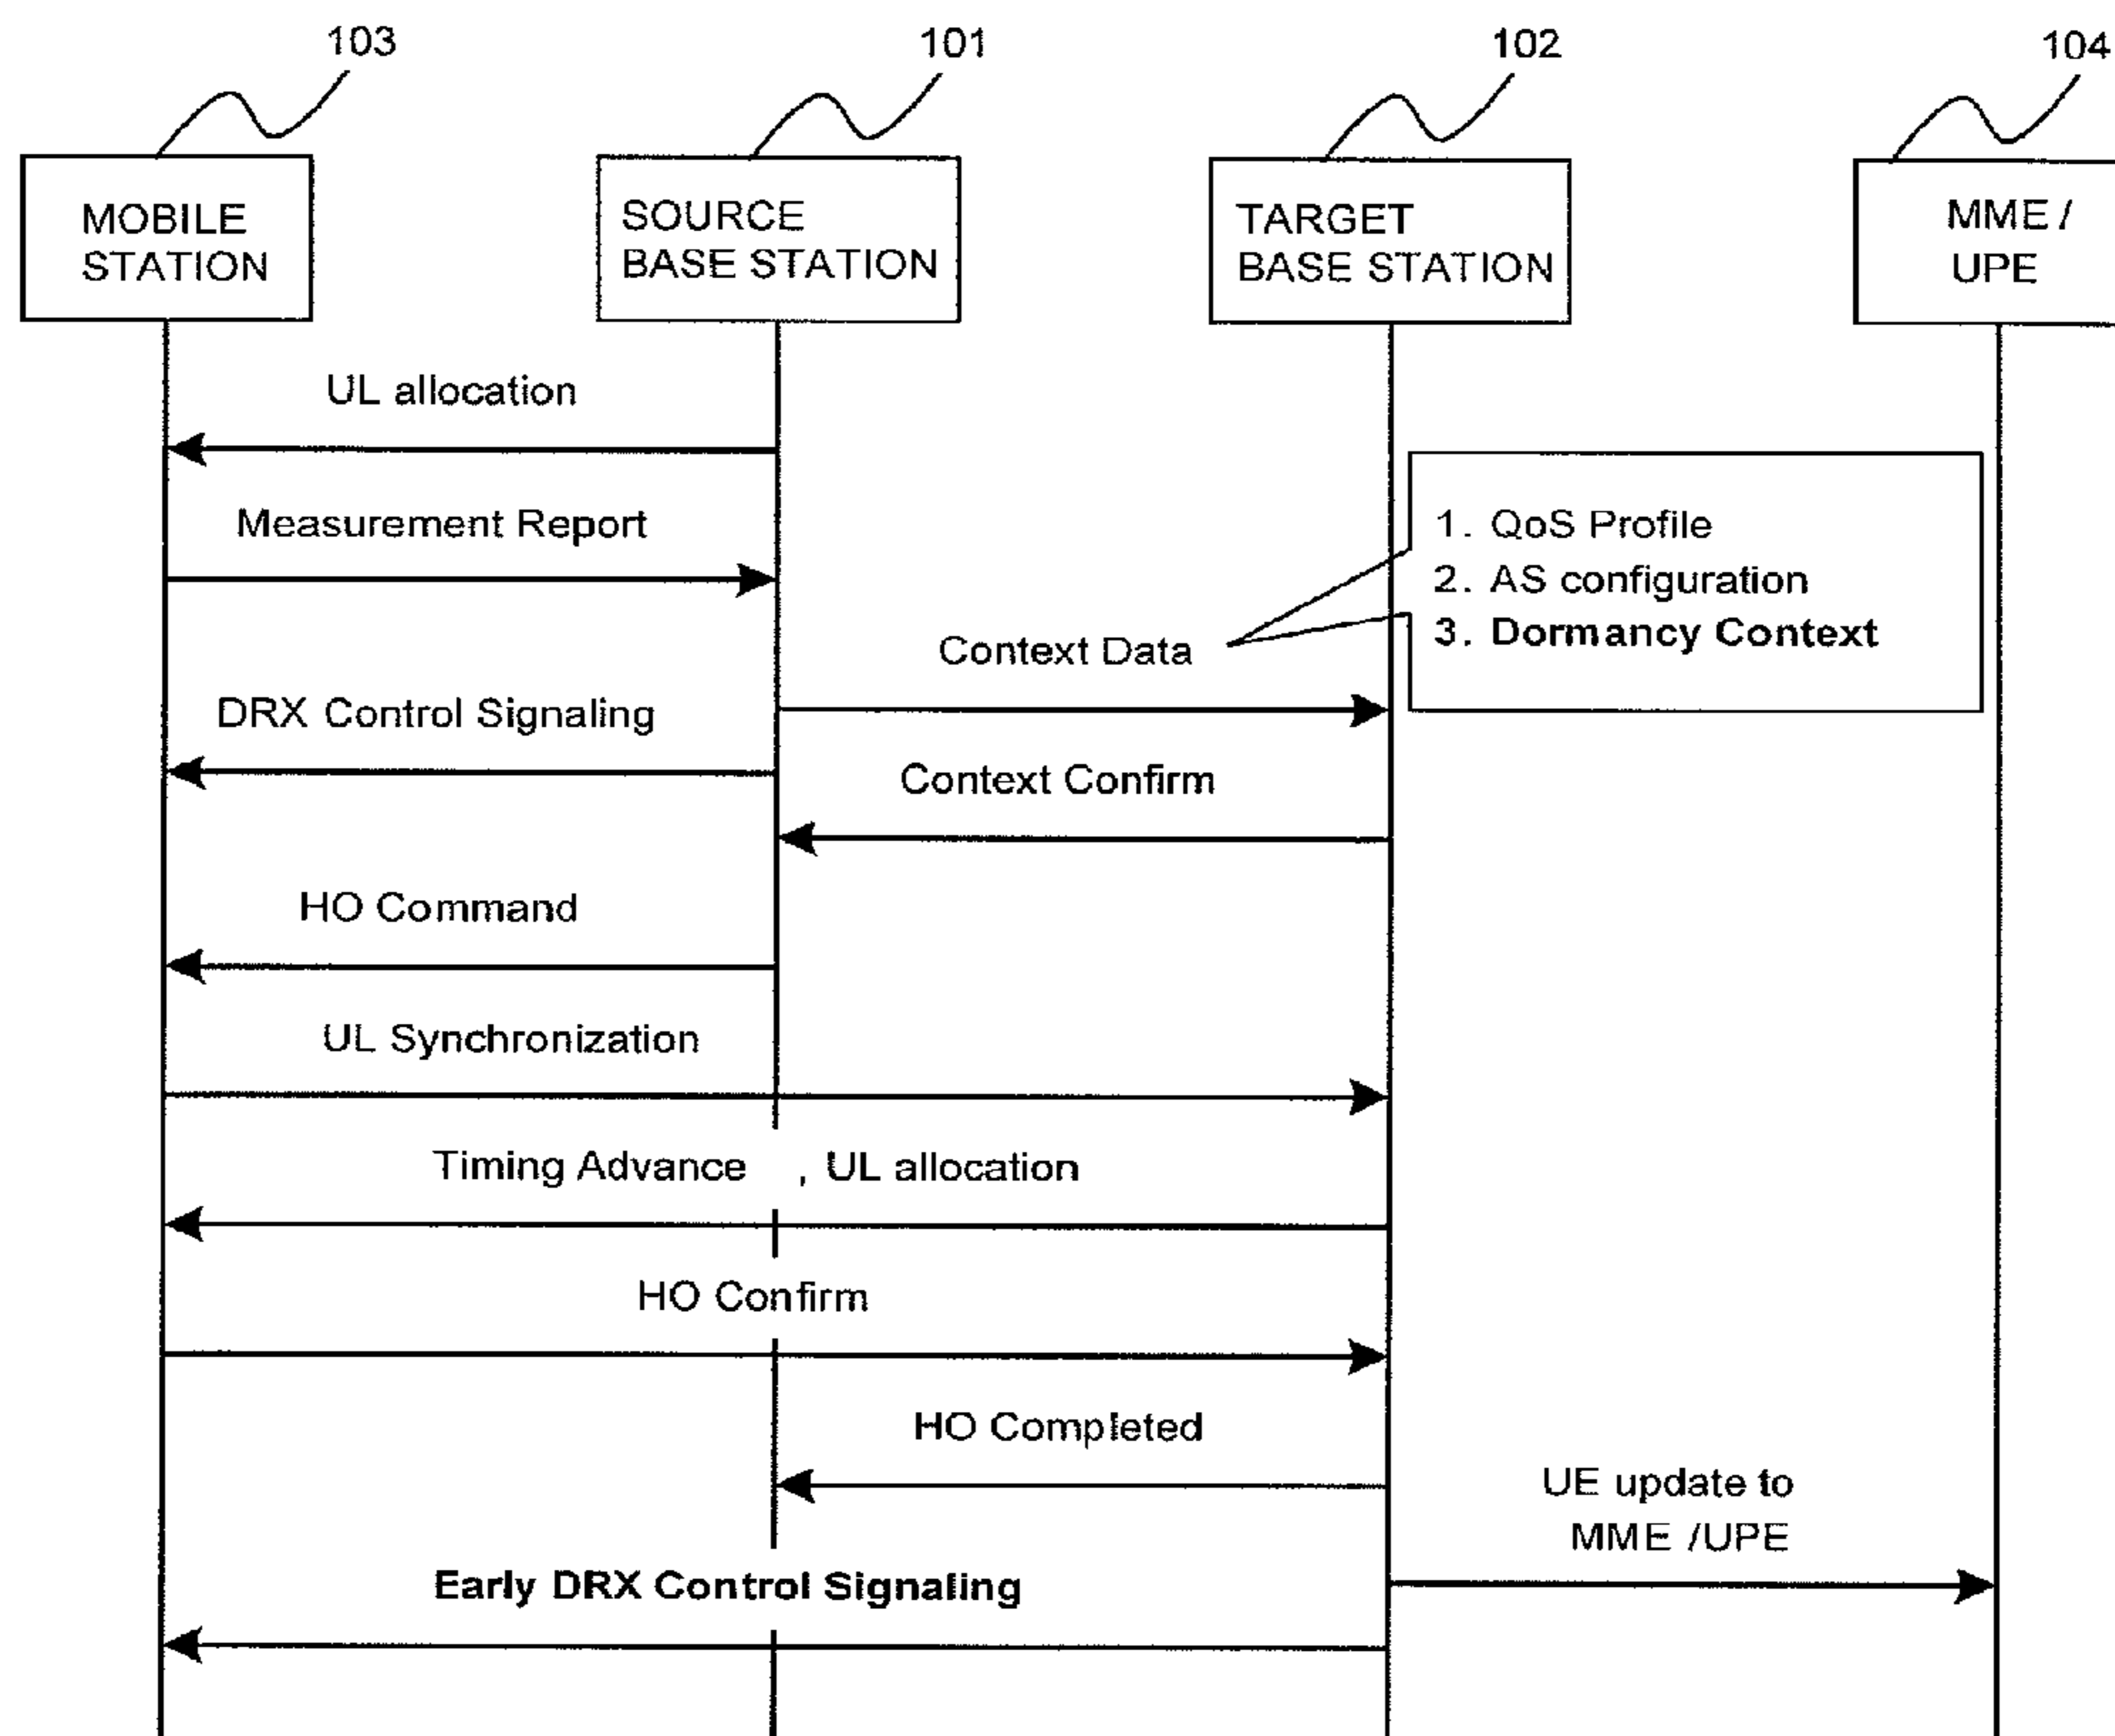 103
101
102
104
MOBILE
STATION
SOURCE
BASE STATION
TARGET
BASE STATION
MME /
UPE
UL allocation
Measurement Report
1. QoS Profile
2. AS configuration
3. Dormancy Context
Context Data
DRX Control Signaling
Context Confirm
HO Command
UL Synchronization
Timing Advance , UL allocation
HO Confirm
HO Completed
UE update to
MME /UPE
Early DRX Control Signaling